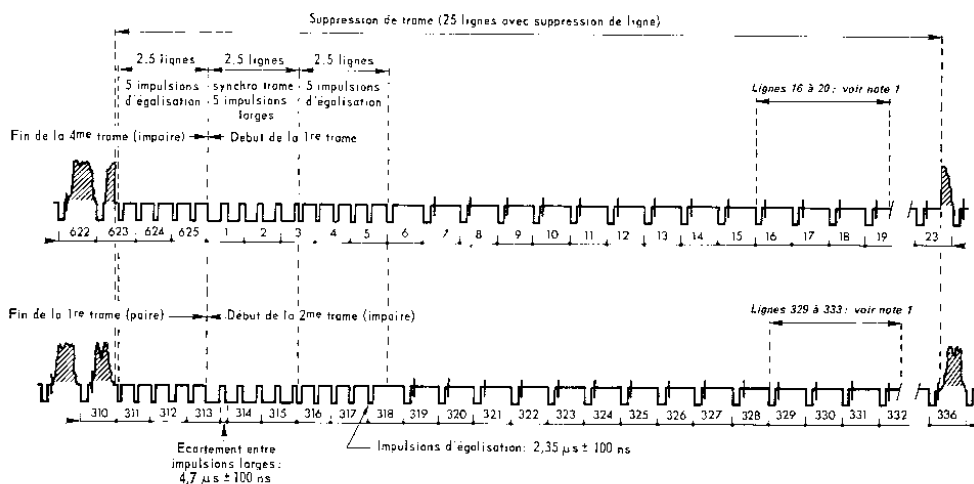 Suppression de trame (25 lignes avec suppression de ligne)
2.5 lignes 2.5 lignes 2.5 lignes
5 impulsions d'égalisation
synchro trame 5 impulsions larges
5 impulsions d'égalisation
Lignes 16 à 20: voir note 1
Fin de la 4me trame (impaire) Début de la 1re trame
622 623 624 625 1 2 3 4 5 6 7 8 9 10 11 12 13 14 15 16 17 18 19 23
Fin de la 1re trame (paire) Début de la 2me trame (impaire)
Lignes 329 à 333: voir note 1
310 311 312 313 314 315 316 317 318 319 320 321 322 323 324 325 326 327 328 329 330 331 332 336
Ecartement entre
impulsions larges:
4,7 µs ± 100 ns
Impulsions d'égalisation: 2,35 µs ± 100 ns